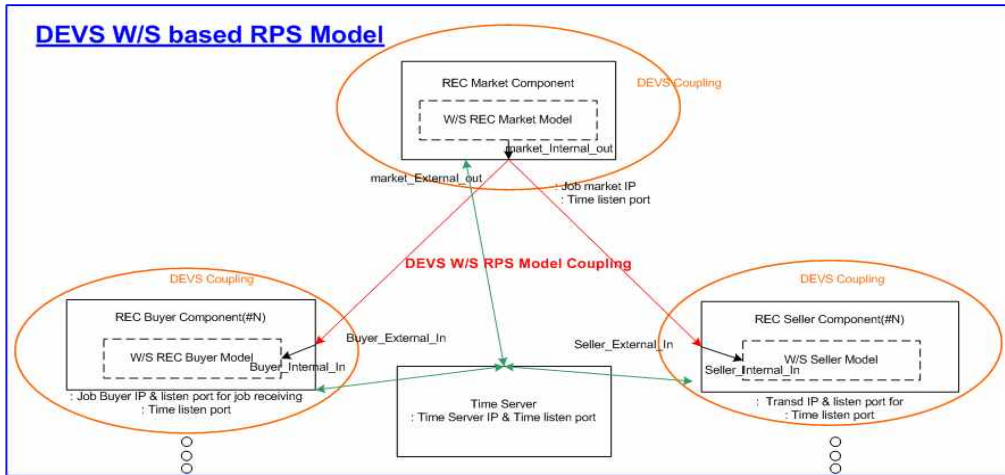 DEVS W/S based RPS Model
REC Market Component
DEVS Coupling
W/S REC Market Model
market_Internal_out
market_External_out
: Job market IP
: Time listen port
DEVS W/S RPS Model Coupling
DEVS Coupling
DEVS Coupling
REC Buyer Component(#N)
REC Seller Component(#N)
Buyer_External_In
Seller_External_In
W/S REC Buyer Model
W/S Seller Model
Buyer_Internal_In
Seller_Internal_In
: Job Buyer IP & listen port for job receiving
: Time listen port
Time Server
: Time Server IP & Time listen port
: Transd IP & listen port for
: Time listen port